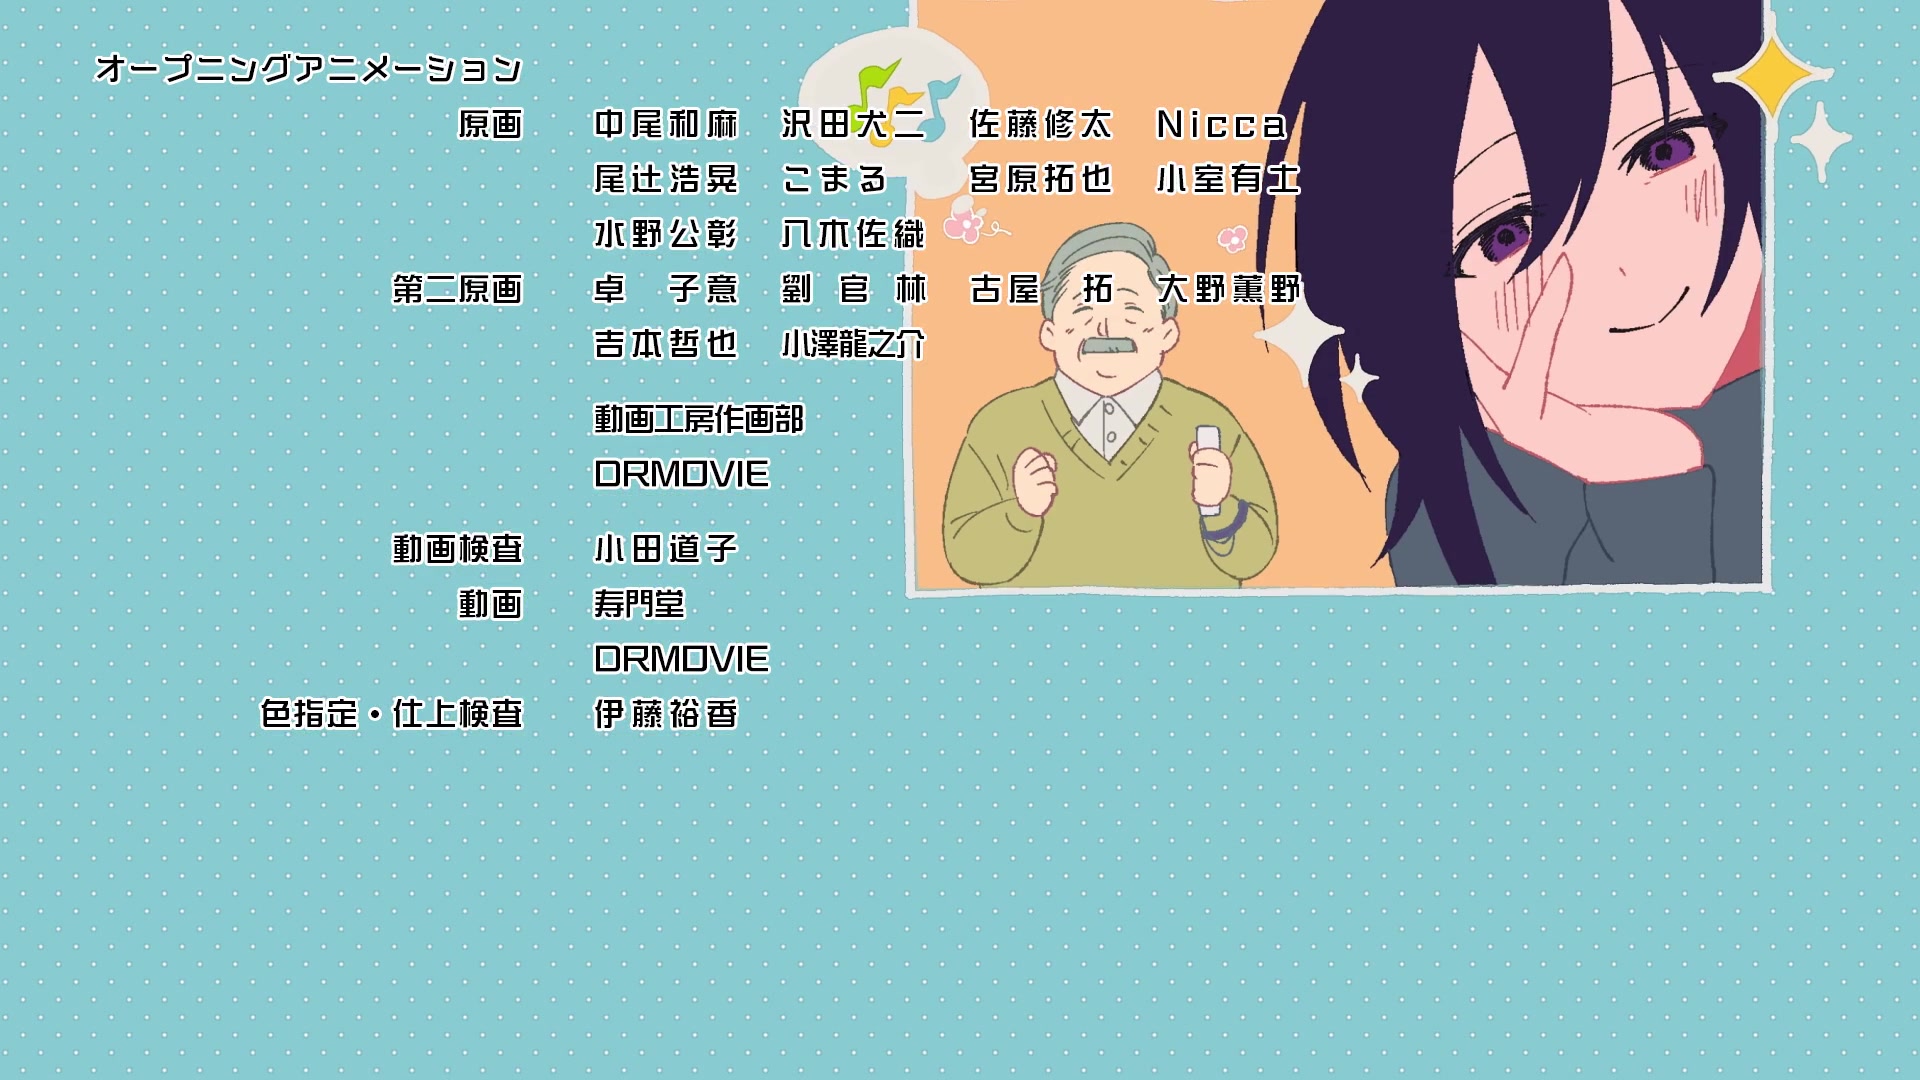 オープニングアニメーション
原画 中尾和麻 沢田犬二 佐藤修太 Nicca
尾辻浩晃 こまる 宮原拓也 小室有士
水野公彰 八木佐織
第二原画 卓 子意 劉 官 林 古屋 拓 大野薫野
吉本哲也 小澤龍之介
動画工房作画部
DRMOVIE
動画検査 小田道子
動画 寿門堂
DRMOVIE
色指定・仕上検査 伊藤裕香